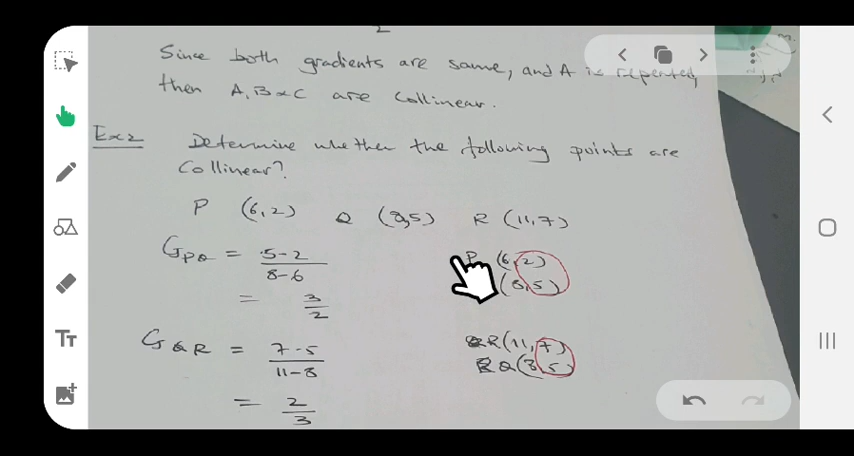 2
Since both gradients are same, and A is repeated,
then A, B & C are Collinear.
Ex2 Determine whether the following points are
Collinear?
P (6,2) Q (8,5) R (11,7)
GPQ = 5-2 / 8-6 P (6,2)
(8,5)
= 3/2
GQR = 7-5 / 11-8 R(11,7)
Q(8,5)
= 2/3
Tт